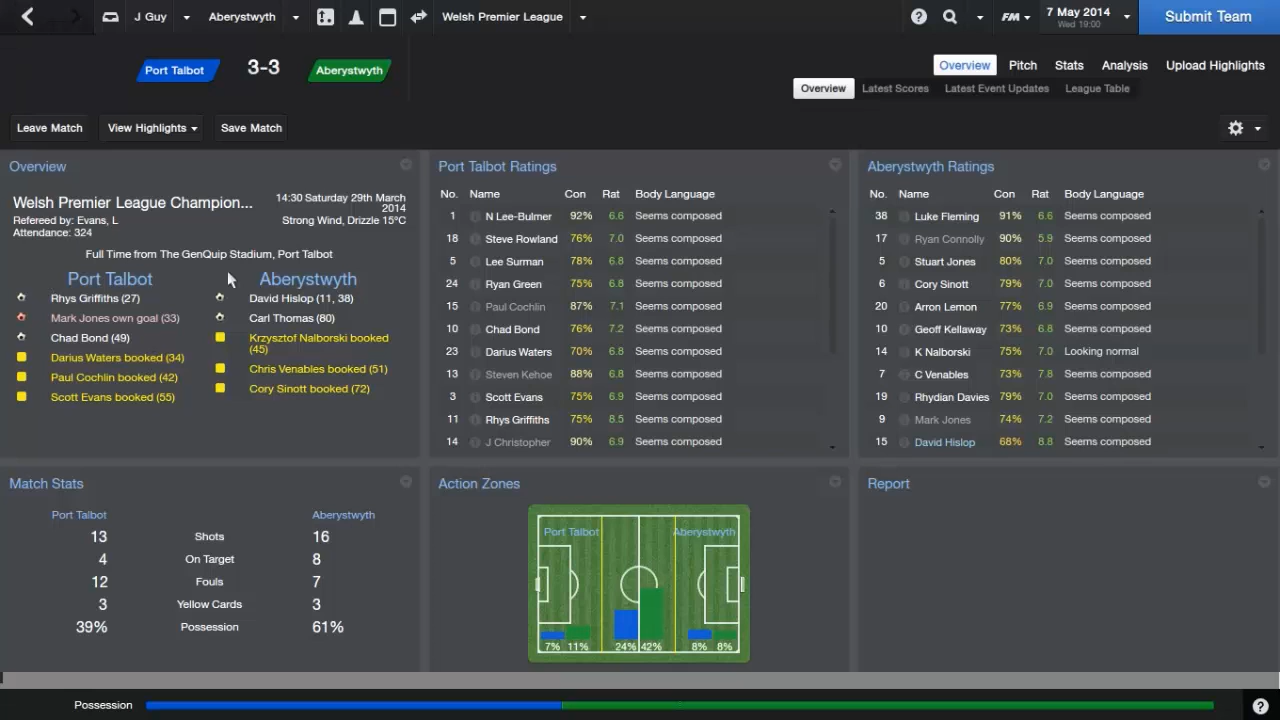 J Guy
Aberystwyth
Welsh Premier League
FM
7 May 2014
Wed 19:00
Submit Team
Port Talbot
3-3
Aberystwyth
Overview Pitch Stats Analysis Upload Highlights
Overview Latest Scores Latest Event Updates League Table
Leave Match View Highlights Save Match
Overview
Welsh Premier League Champion...
14:30 Saturday 29th March
2014
Refereed by: Evans, L
Strong Wind, Drizzle 15ºC
Attendance: 324
Full Time from The GenQuip Stadium, Port Talbot
Port Talbot
Rhys Griffiths (27)
Mark Jones own goal (33)
Chad Bond (49)
Darius Waters booked (34)
Paul Cochlin booked (42)
Scott Evans booked (55)
Aberystwyth
David Hislop (11, 38)
Carl Thomas (80)
Krzysztof Nalborski booked
(45)
Chris Venables booked (51)
Cory Sinott booked (72)
Port Talbot Ratings
No. Name Con Rat Body Language
1 N Lee-Bulmer 92% 6.6 Seems composed
18 Steve Rowland 76% 7.0 Seems composed
5 Lee Surman 78% 6.8 Seems composed
24 Ryan Green 75% 6.8 Seems composed
15 Paul Cochlin 87% 7.1 Seems composed
10 Chad Bond 76% 7.2 Seems composed
23 Darius Waters 70% 6.8 Seems composed
13 Steven Kehoe 88% 6.8 Seems composed
3 Scott Evans 75% 6.9 Seems composed
11 Rhys Griffiths 75% 8.5 Seems composed
14 J Christopher 90% 6.9 Seems composed
Aberystwyth Ratings
No. Name Con Rat Body Language
38 Luke Fleming 91% 6.6 Seems composed
17 Ryan Connolly 90% 5.9 Seems composed
5 Stuart Jones 80% 7.0 Seems composed
6 Cory Sinott 79% 7.0 Seems composed
20 Arron Lemon 77% 6.9 Seems composed
10 Geoff Kellaway 73% 6.8 Seems composed
14 K Nalborski 75% 7.0 Looking normal
7 C Venables 73% 7.8 Seems composed
19 Rhydian Davies 79% 7.0 Seems composed
9 Mark Jones 74% 7.2 Seems composed
15 David Hislop 68% 8.8 Seems composed
Match Stats
Port Talbot Aberystwyth
13 Shots 16
4 On Target 8
12 Fouls 7
3 Yellow Cards 3
39% Possession 61%
Action Zones
Port Talbot Aberystwyth
7% 11% 24% 42% 8% 8%
Report
Possession